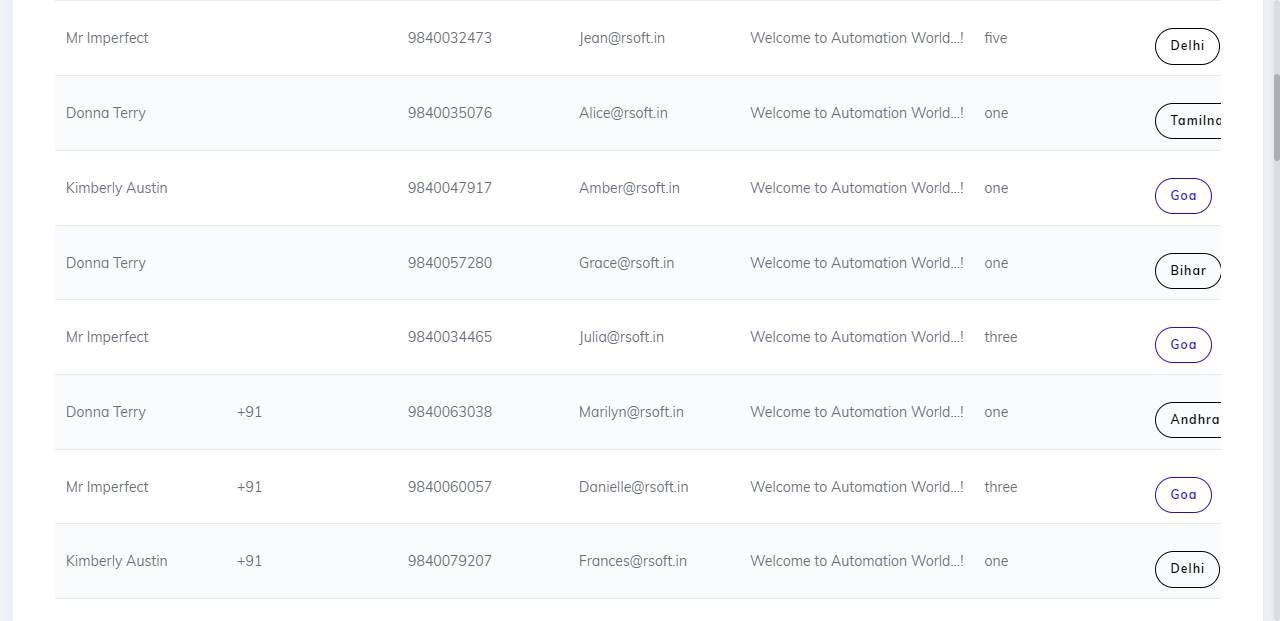 Mr Imperfect 9840032473 Jean@rsoft.in Welcome to Automation World...! five Delhi
Donna Terry 9840035076 Alice@rsoft.in Welcome to Automation World...! one
Kimberly Austin 9840047917 Amber@rsoft.in Welcome to Automation World...! one Goa
Donna Terry 9840057280 Grace@rsoft.in Welcome to Automation World...! one Bihar
Mr Imperfect 9840034465 Julia@rsoft.in Welcome to Automation World...! three Goa
Donna Terry +91 9840063038 Marilyn@rsoft.in Welcome to Automation World...! one Andhra
Mr Imperfect +91 9840060057 Danielle@rsoft.in Welcome to Automation World...! three Goa
Kimberly Austin +91 9840079207 Frances@rsoft.in Welcome to Automation World...! one Delhi